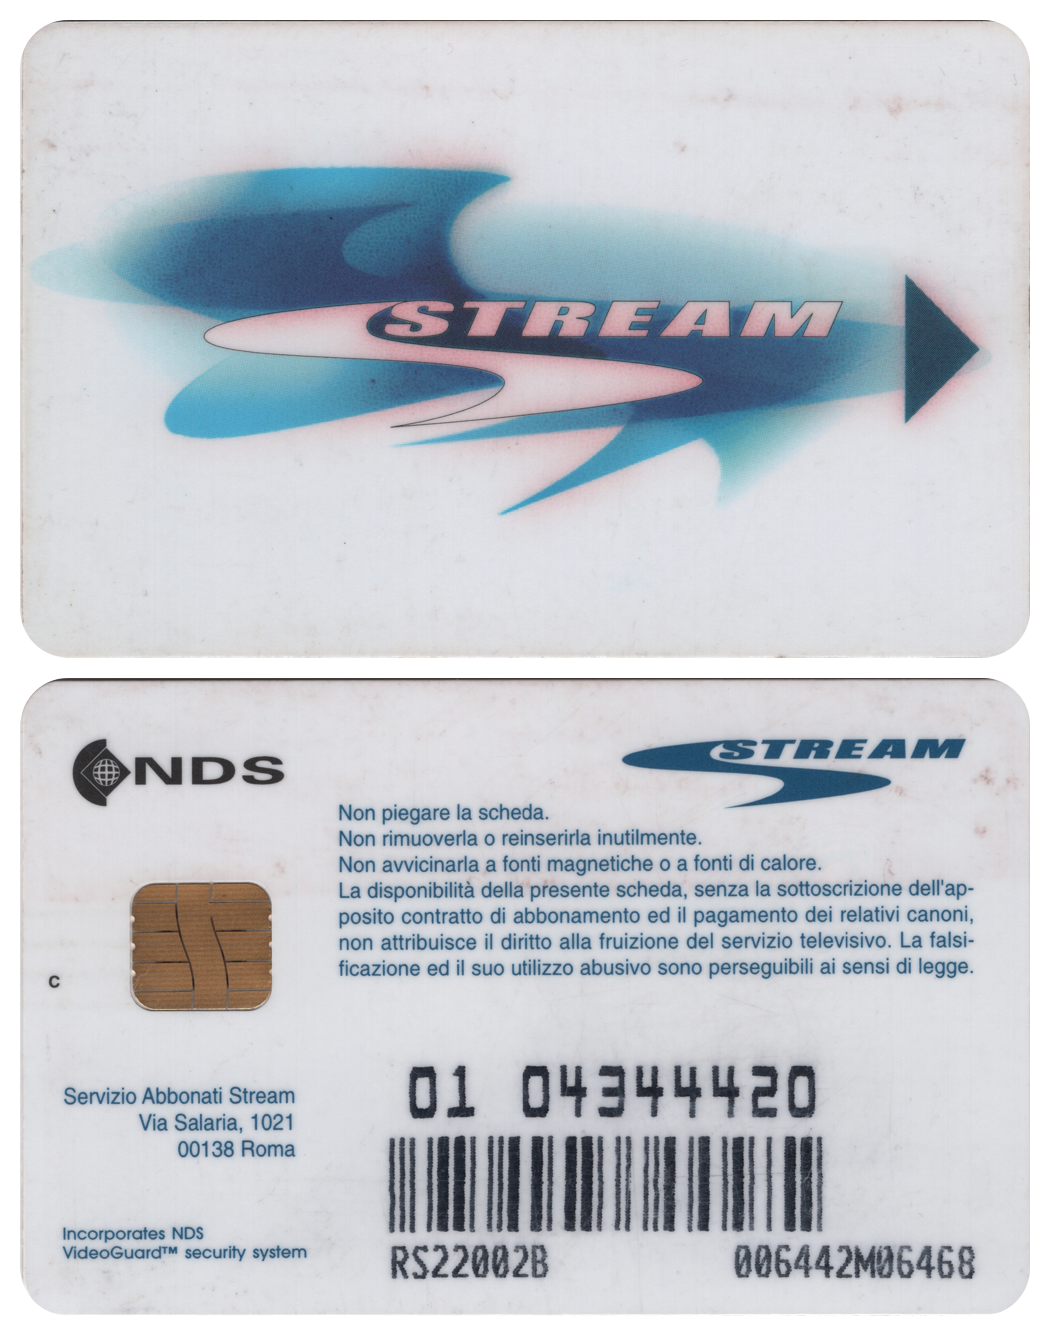 STREAM
NDS
STREAM
Non piegare la scheda.
Non rimuoverla o reinserirla inutilmente.
Non avvicinarla a fonti magnetiche o a fonti di calore.
La disponibilità della presente scheda, senza la sottoscrizione dell'ap-
posito contratto di abbonamento ed il pagamento dei relativi canoni,
non attribuisce il diritto alla fruizione del servizio televisivo. La falsi-
ficazione ed il suo utilizzo abusivo sono perseguibili ai sensi di legge.
C
Servizio Abbonati Stream
Via Salaria, 1021
00138 Roma
Incorporates NDS
VideoGuard™ security system
01 04344420
RS22002B 006442M06468